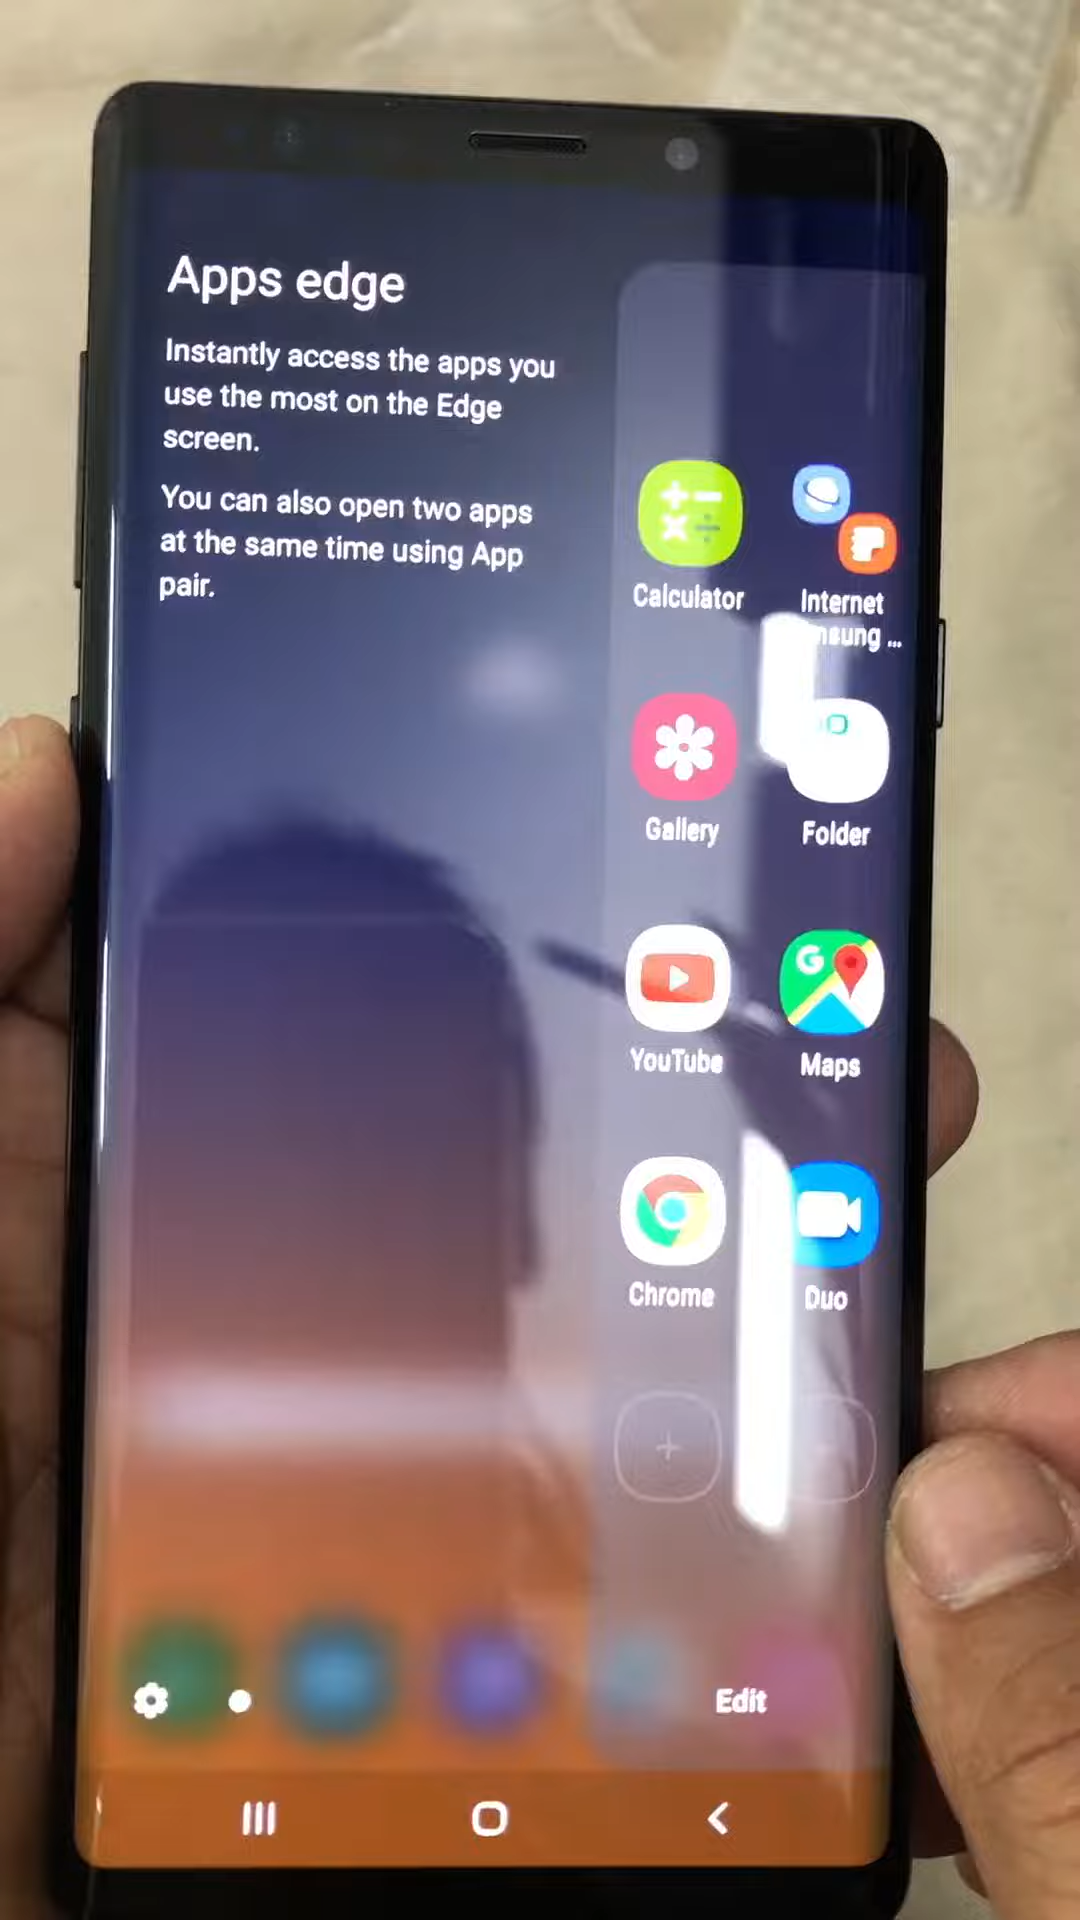 Apps edge
Instantly access the apps you
use the most on the Edge
screen.
You can also open two apps
at the same time using App
pair.
Calculator
Internet
...
Gallery
Folder
YouTube
G
Maps
Chrome
Duo
Edit